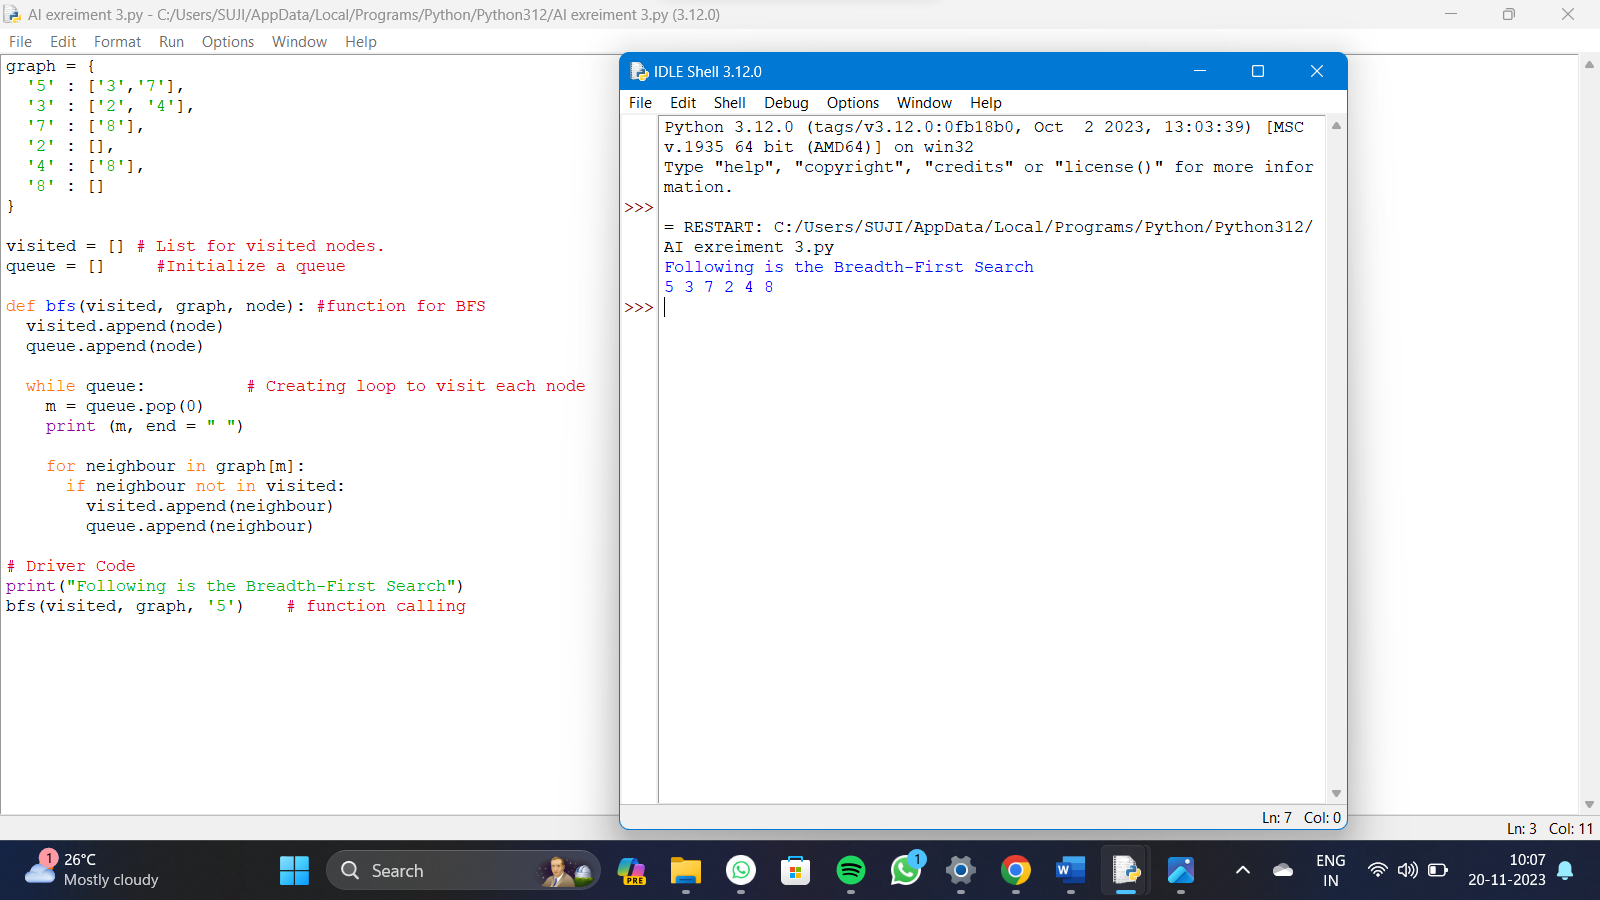 AI exreiment 3.py - C:/Users/SUJI/AppData/Local/Programs/Python/Python312/AI exreiment 3.py (3.12.0)
File Edit Format Run Options Window Help
graph = {
  '5' : ['3','7'],
  '3' : ['2', '4'],
  '7' : ['8'],
  '2' : [],
  '4' : ['8'],
  '8' : []
}
visited = [] # List for visited nodes.
queue = []     #Initialize a queue
def bfs(visited, graph, node): #function for BFS
  visited.append(node)
  queue.append(node)
  while queue:          # Creating loop to visit each node
    m = queue.pop(0)
    print (m, end = " ")
    for neighbour in graph[m]:
      if neighbour not in visited:
        visited.append(neighbour)
        queue.append(neighbour)
# Driver Code
print("Following is the Breadth-First Search")
bfs(visited, graph, '5')    # function calling
IDLE Shell 3.12.0
File Edit Shell Debug Options Window Help
Python 3.12.0 (tags/v3.12.0:0fb18b0, Oct  2 2023, 13:03:39) [MSC
v.1935 64 bit (AMD64)] on win32
Type "help", "copyright", "credits" or "license()" for more infor
mation.
>>>
= RESTART: C:/Users/SUJI/AppData/Local/Programs/Python/Python312/
AI exreiment 3.py
Following is the Breadth-First Search
5 3 7 2 4 8
>>>
Ln: 7 Col: 0
Ln: 3 Col: 11
1
26°C
Mostly cloudy
Search
PRE
1
W
ENG
IN
10:07
20-11-2023